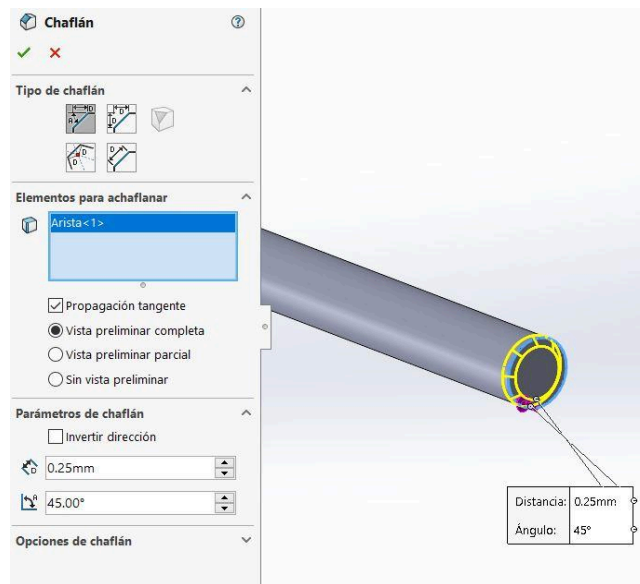 Chaflán
Tipo de chaflán
Elementos para achaflanar
Arista<1>
Propagación tangente
Vista preliminar completa
Vista preliminar parcial
Sin vista preliminar
Parámetros de chaflán
Invertir dirección
0.25mm
45.00°
Opciones de chaflán
Distancia: 0.25mm
Ángulo: 45°